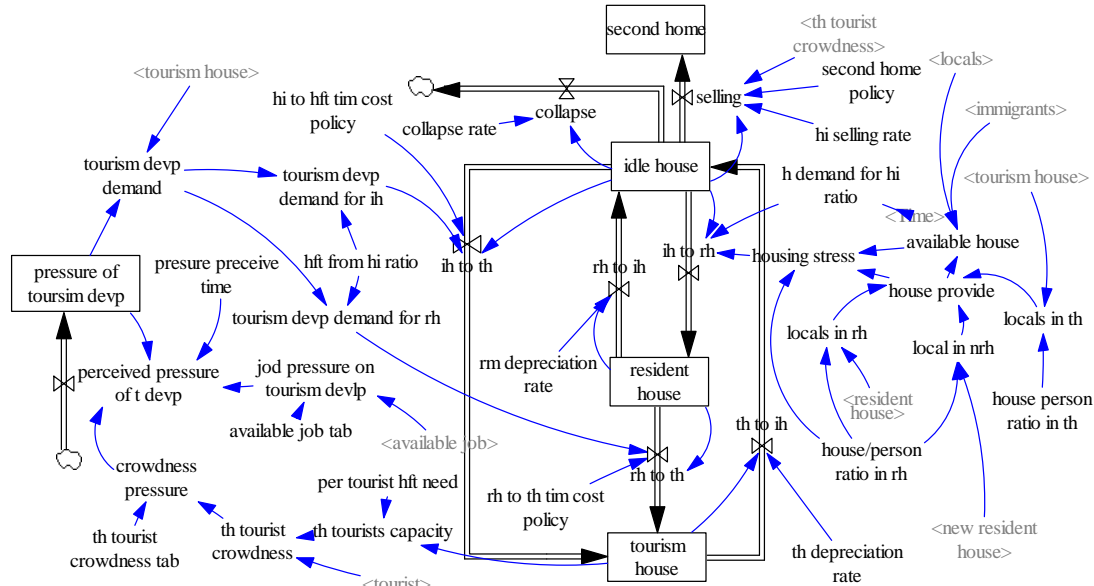 second home
<th tourist
crowdness>
<locals>
<tourism house>
second home
policy
hi to hft tim cost
policy
selling
collapse rate
collapse
<immigrants>
hi selling rate
tourism devp
demand
tourism devp
demand for ih
idle house
h demand for hi
ratio
<tourism house>
<Time>
available house
pressure of
toursim devp
presure preceive
time
hft from hi ratio
ih to th
rh to ih
ih to rh
housing stress
house provide
tourism devp demand for rh
locals in rh
locals in th
local in nrh
perceived pressure
of t devp
jod pressure on
tourism devlp
rm depreciation
rate
resident
house
<resident
house>
house person
ratio in th
available job tab
<available job>
th to ih
house/person
ratio in rh
crowdness
pressure
per tourist hft need
rh to th
rh to th tim cost
policy
th tourist
crowdness tab
th tourist
crowdness
th tourists capacity
tourism
house
th depreciation
rate
<new resident
house>
<tourist>